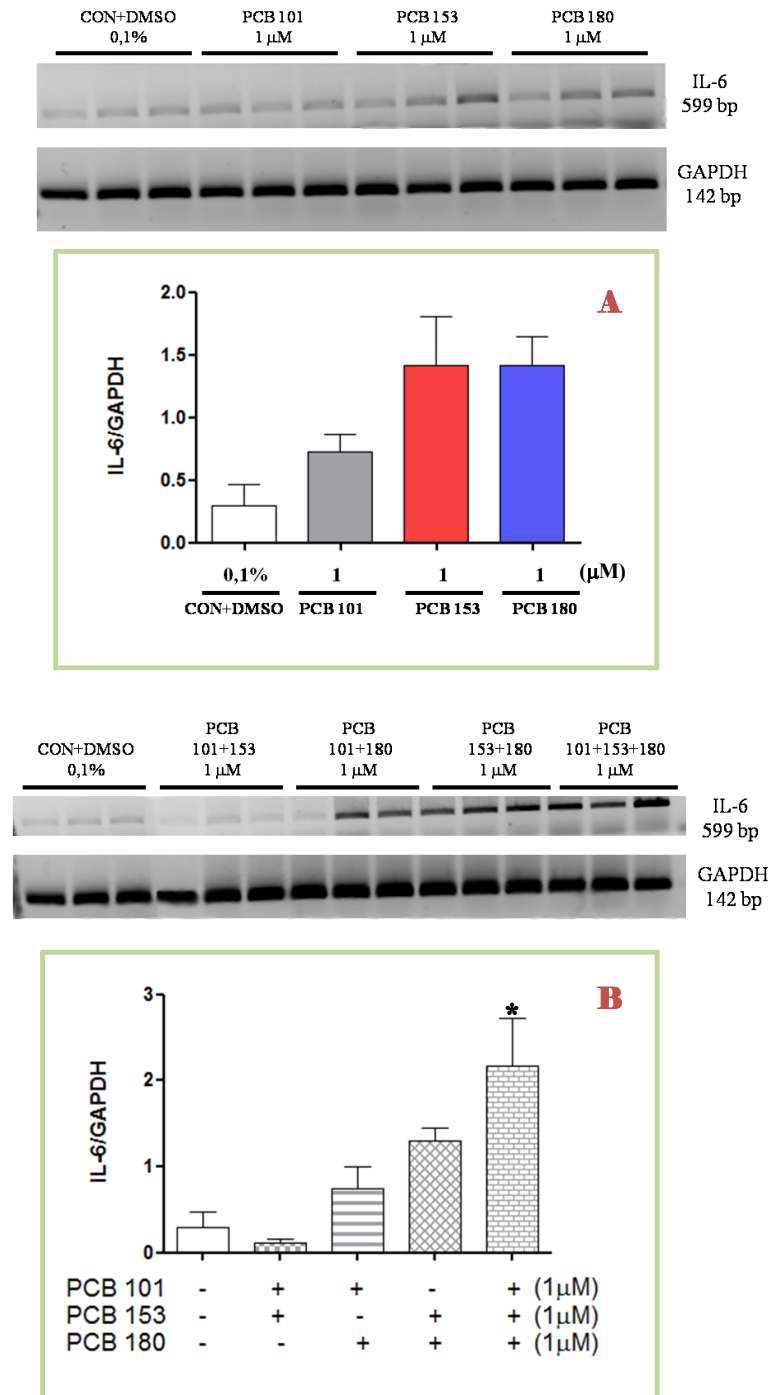 CON+DMSO PCB 101 PCB 153 PCB 180
0,1% 1 μM 1 μM 1 μM
IL-6
599 bp
GAPDH
142 bp
A
2.0
1.5
1.0
0.5
0.0
IL-6/GAPDH
0,1% 1 1 1 (μM)
CON+DMSO PCB 101 PCB 153 PCB 180
PCB PCB PCB PCB
CON+DMSO 101+153 101+180 153+180 101+153+180
0,1% 1 μM 1 μM 1 μM 1 μM
IL-6
599 bp
GAPDH
142 bp
B
3
2
1
0
IL-6/GAPDH
*
PCB 101 - + + - + (1μM)
PCB 153 - + - + + (1μM)
PCB 180 - - + + + (1μM)